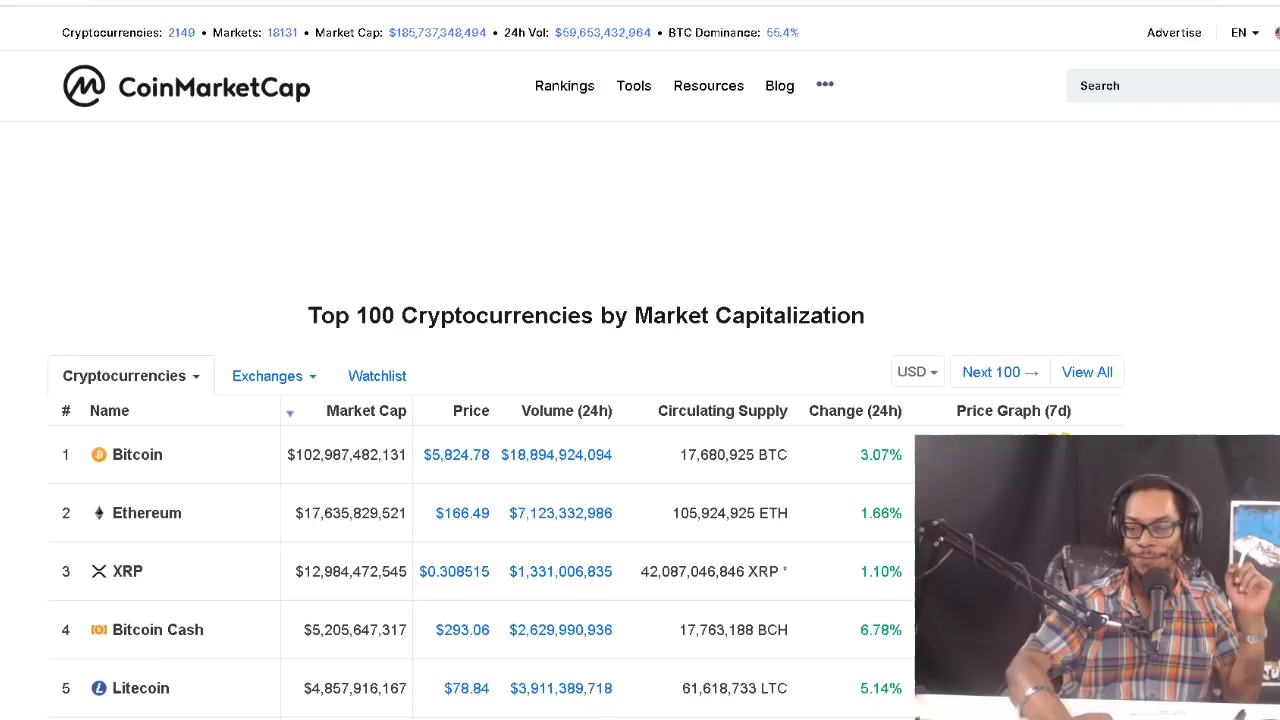 Cryptocurrencies: 2149 • Markets: 18131 • Market Cap: $185,737,348,494 • 24h Vol: $59,653,432,964 • BTC Dominance: 55.4% Advertise EN
CoinMarketCap Rankings Tools Resources Blog ••• Search
Top 100 Cryptocurrencies by Market Capitalization
Cryptocurrencies Exchanges Watchlist USD Next 100 → View All
# Name Market Cap Price Volume (24h) Circulating Supply Change (24h) Price Graph (7d)
1 Bitcoin $102,987,482,131 $5,824.78 $18,894,924,094 17,680,925 BTC 3.07%
2 Ethereum $17,635,829,521 $166.49 $7,123,332,986 105,924,925 ETH 1.66%
3 XRP $12,984,472,545 $0.308515 $1,331,006,835 42,087,046,846 XRP * 1.10%
4 Bitcoin Cash $5,205,647,317 $293.06 $2,629,990,936 17,763,188 BCH 6.78%
5 Litecoin $4,857,916,167 $78.84 $3,911,389,718 61,618,733 LTC 5.14%